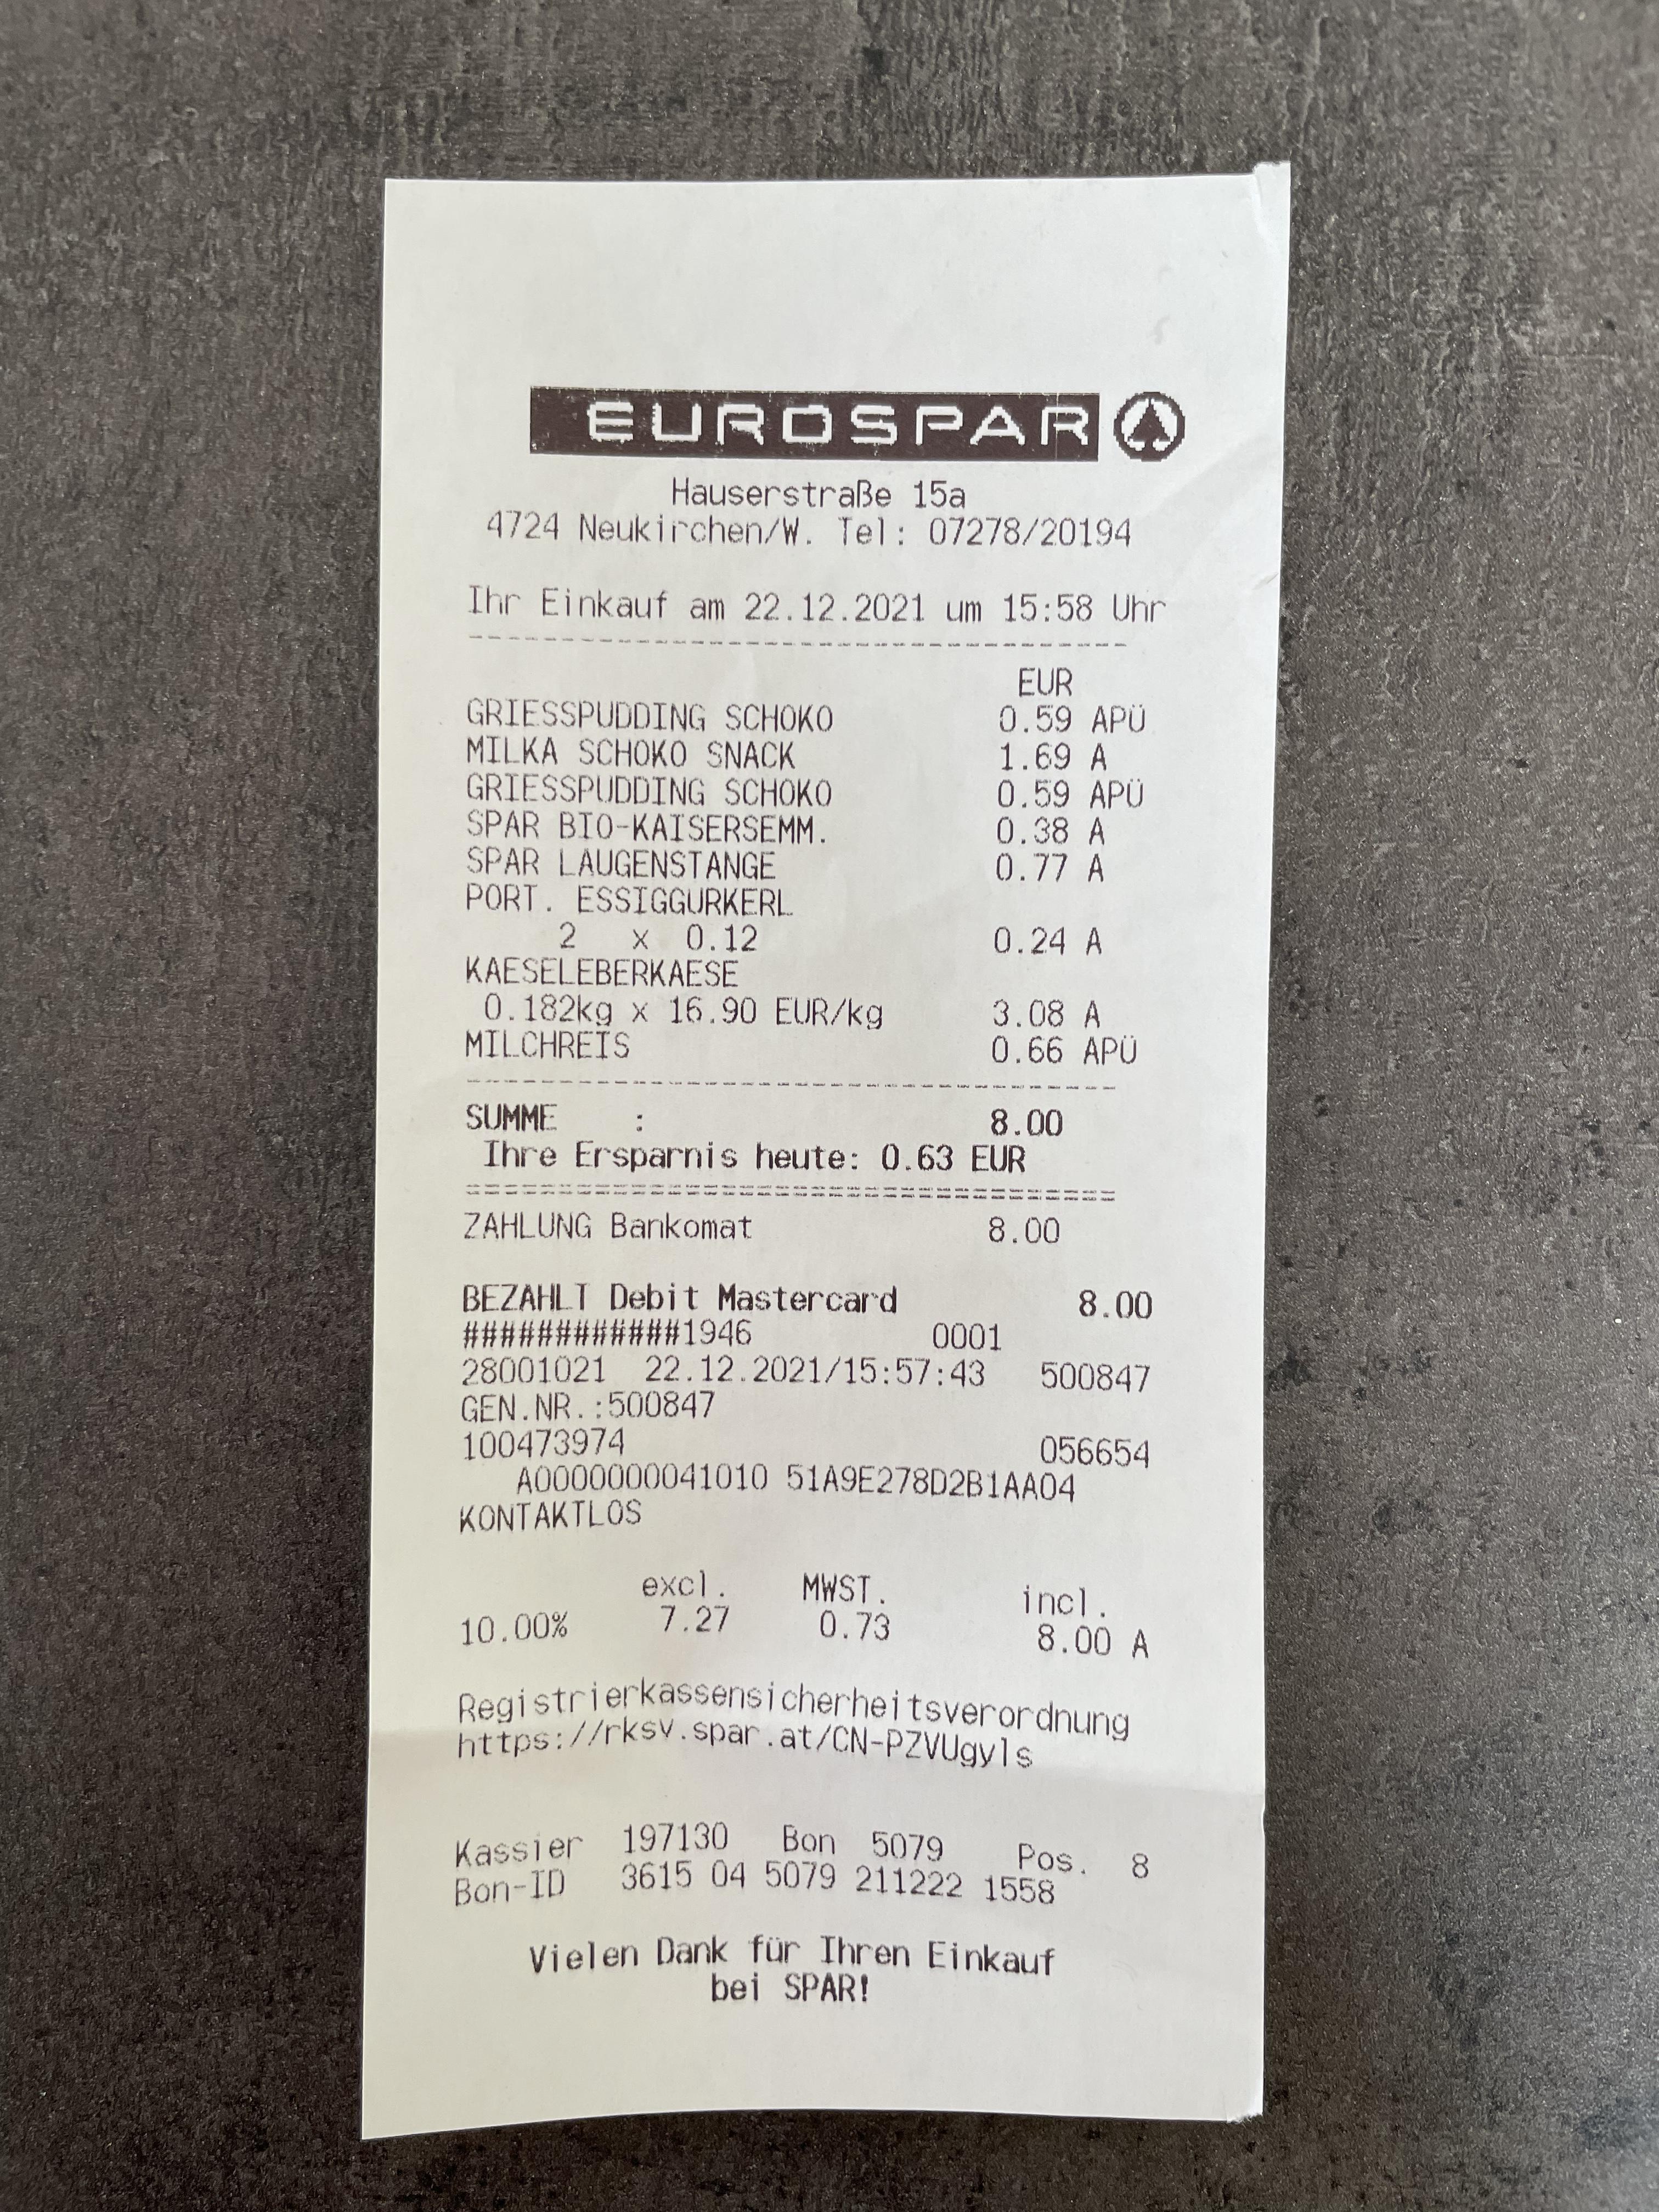 EUROSPAR
Hauserstraße 15a
4724 Neukirchen/W. Tel: 07278/20194
Ihr Einkauf am 22.12.2021 um 15:58 Uhr
EUR
GRIESSPUDDING SCHOKO 0.59 APÜ
MILKA SCHOKO SNACK 1.69 A
GRIESSPUDDING SCHOKO 0.59 APÜ
SPAR BIO-KAISERSEMM. 0.38 A
SPAR LAUGENSTANGE 0.77 A
PORT. ESSIGGURKERL
2 x 0.12 0.24 A
KAESELEBERKAESE
0.182kg x 16.90 EUR/kg 3.08 A
MILCHREIS 0.66 APÜ
SUMME : 8.00
Ihre Ersparnis heute: 0.63 EUR
ZAHLUNG Bankomat 8.00
BEZAHLT Debit Mastercard 8.00
############1946 0001
28001021 22.12.2021/15:57:43 500847
GEN.NR.:500847
100473974 056654
A0000000041010 51A9E278D2B1AA04
KONTAKTLOS
excl. MWST. incl.
10.00% 7.27 0.73 8.00 A
Registrierkassensicherheitsverordnung
https://rksv.spar.at/CN-PZVUgyls
Kassier 197130 Bon 5079 Pos. 8
Bon-ID 3615 04 5079 211222 1558
Vielen Dank für Ihren Einkauf
bei SPAR!